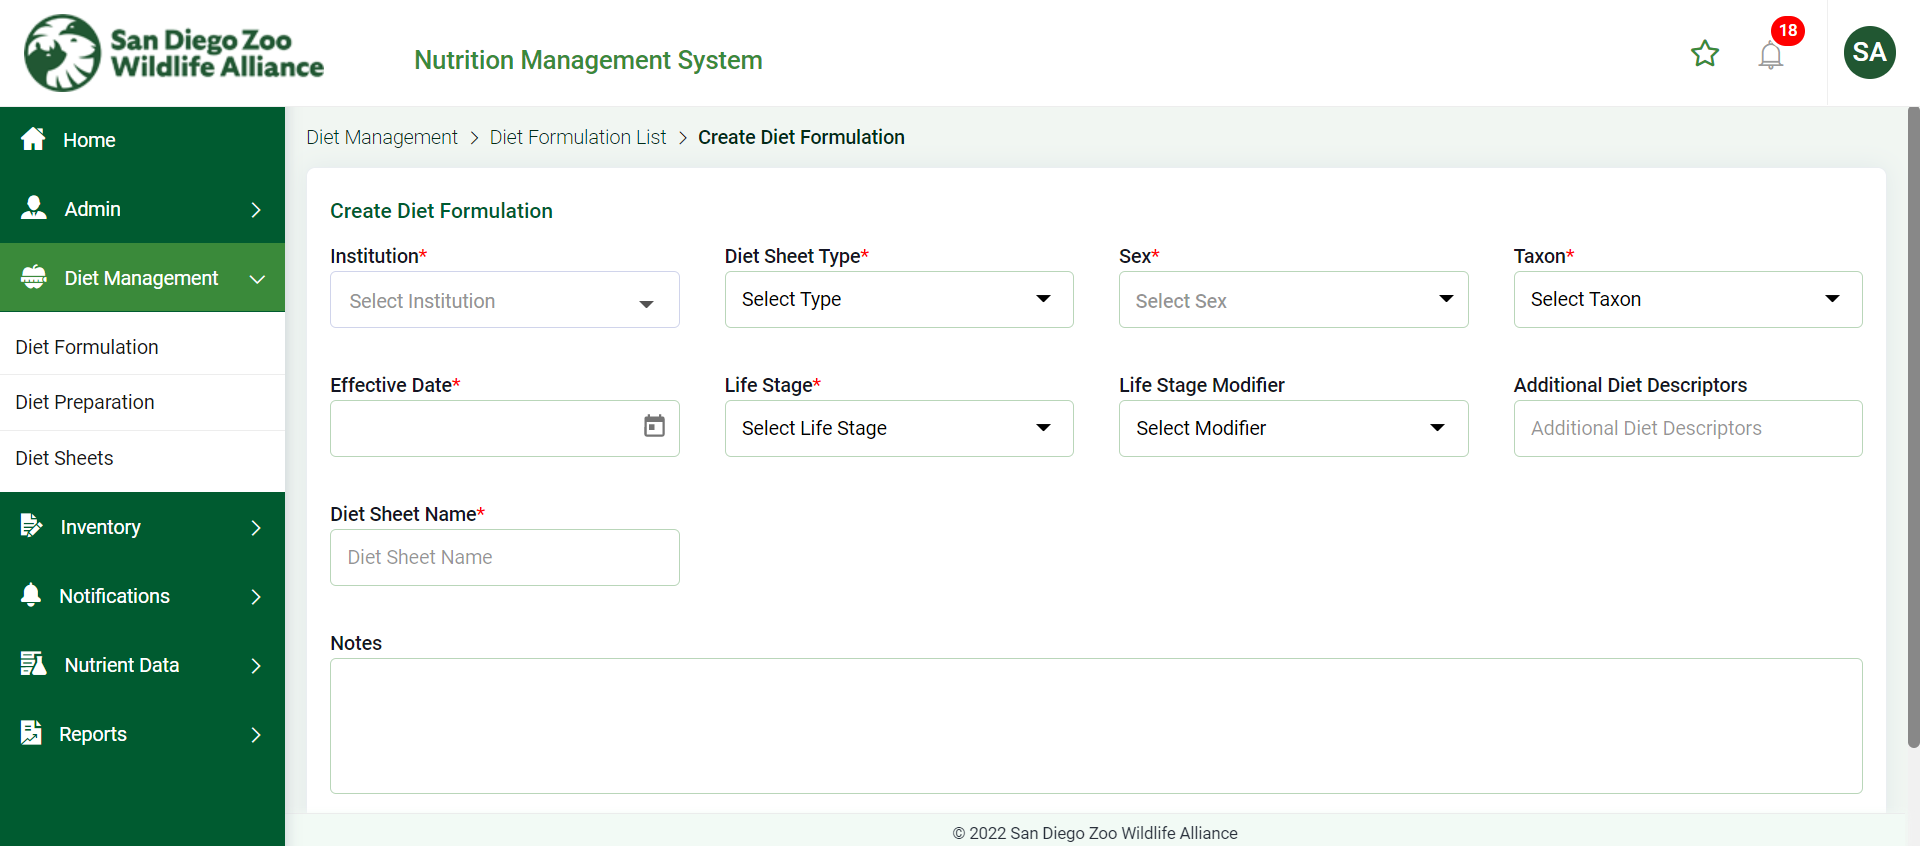 San Diego Zoo
Wildlife Alliance
Nutrition Management System
18
SA
Home
Admin
Diet Management
Diet Formulation
Diet Preparation
Diet Sheets
Inventory
Notifications
Nutrient Data
Reports
Diet Management > Diet Formulation List > Create Diet Formulation
Create Diet Formulation
Institution* Diet Sheet Type* Sex* Taxon*
Select Institution Select Type Select Sex Select Taxon
Effective Date* Life Stage* Life Stage Modifier Additional Diet Descriptors
Select Life Stage Select Modifier Additional Diet Descriptors
Diet Sheet Name*
Diet Sheet Name
Notes
© 2022 San Diego Zoo Wildlife Alliance